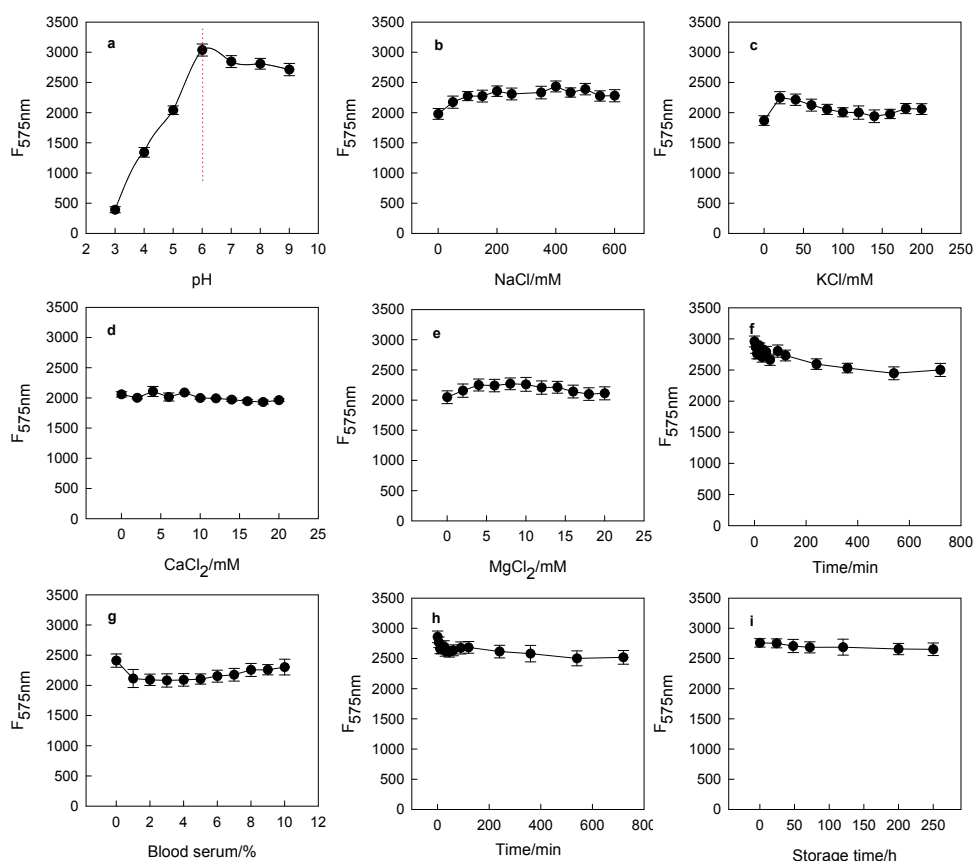 a
3500
3000
2500
2000
1500
1000
500
0
F575nm
2 3 4 5 6 7 8 9 10
pH
b
3500
3000
2500
2000
1500
1000
500
0
F575nm
0 200 400 600
NaCl/mM
c
3500
3000
2500
2000
1500
1000
500
0
F575nm
0 50 100 150 200 250
KCl/mM
d
3500
3000
2500
2000
1500
1000
500
0
F575nm
0 5 10 15 20 25
CaCl2/mM
e
3500
3000
2500
2000
1500
1000
500
0
F575nm
0 5 10 15 20 25
MgCl2/mM
f
3500
3000
2500
2000
1500
1000
500
0
F575nm
0 200 400 600 800
Time/min
g
3500
3000
2500
2000
1500
1000
500
0
F575nm
0 2 4 6 8 10 12
Blood serum/%
h
3500
3000
2500
2000
1500
1000
500
0
F575nm
0 200 400 600 800
Time/min
i
3500
3000
2500
2000
1500
1000
500
0
F575nm
0 50 100 150 200 250
Storage time/h